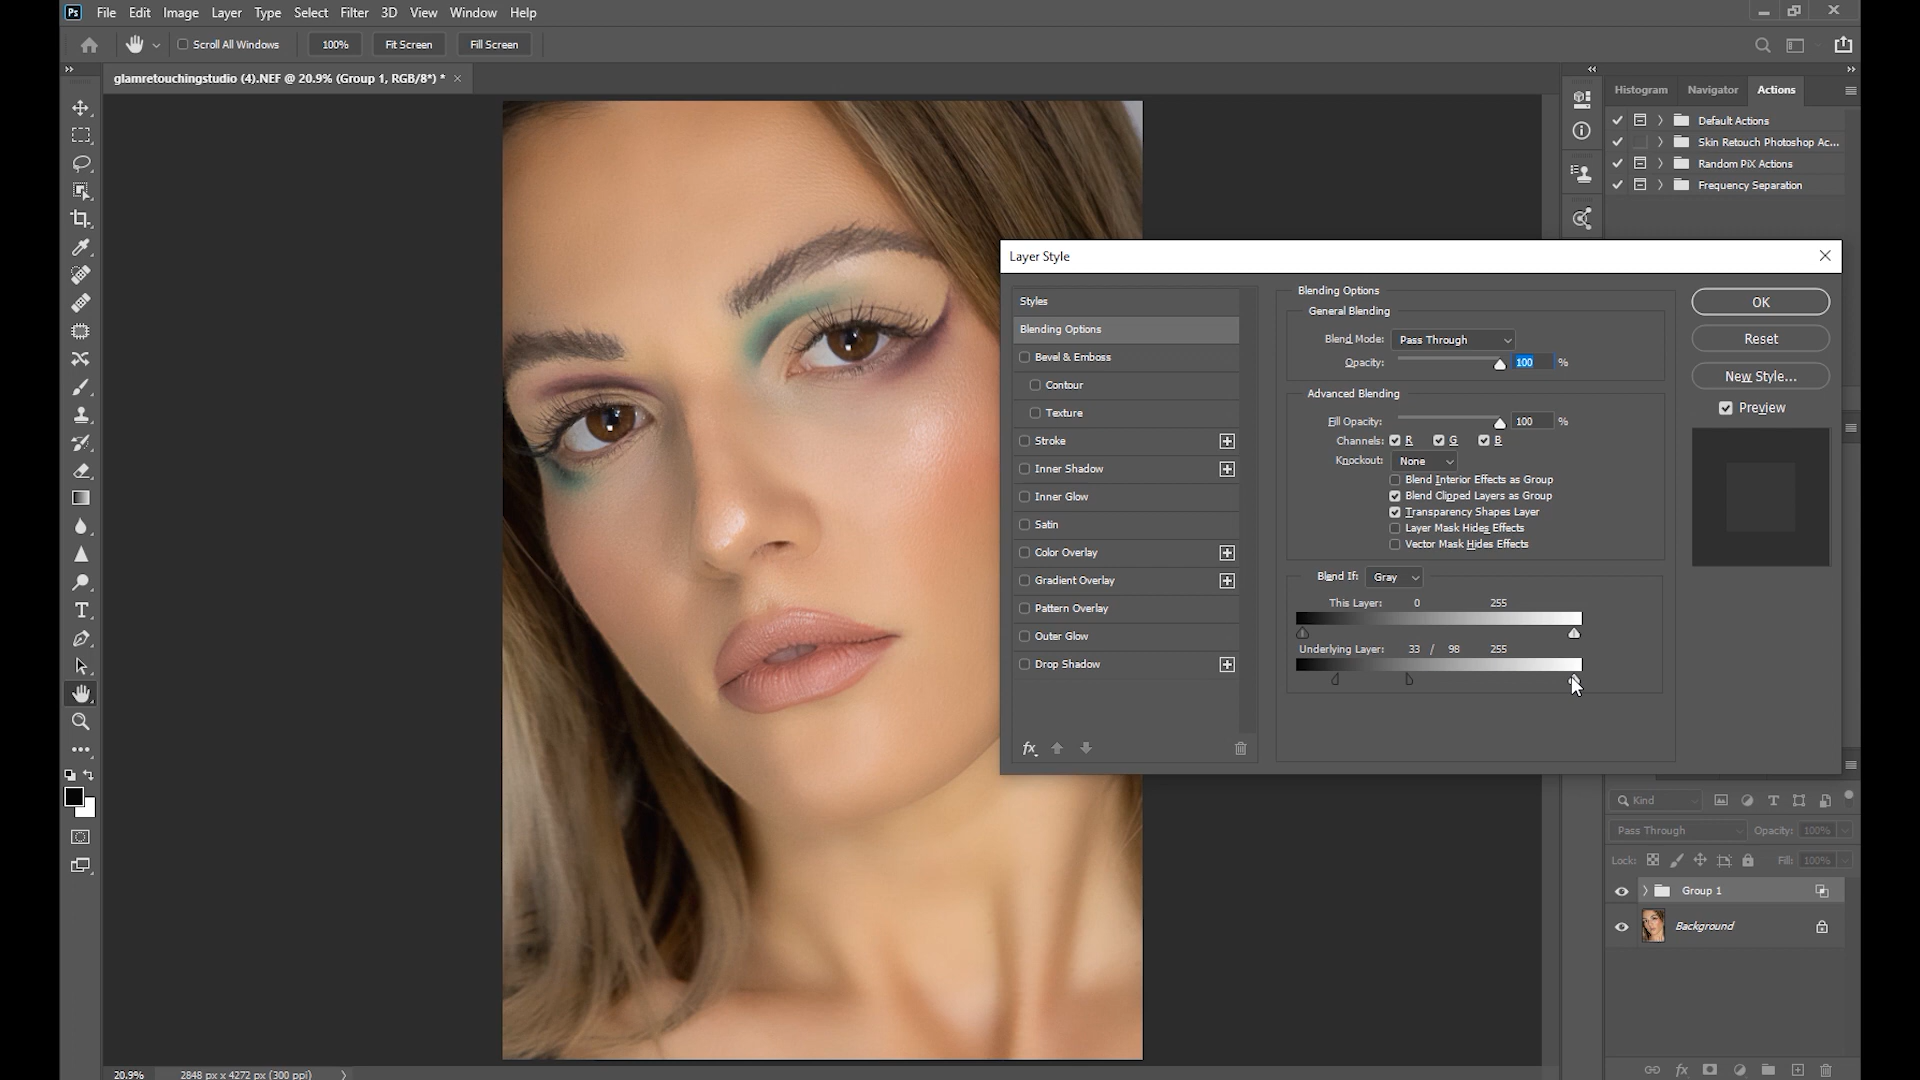 Ps File Edit Image Layer Type Select Filter 3D View Window Help
Scroll All Windows 100% Fit Screen Fill Screen
glamretouchingstudio (4).NEF @ 20.9% (Group 1, RGB/8*) *
Histogram Navigator Actions
Default Actions
Skin Retouch Photoshop Ac...
Random PiX Actions
Frequency Separation
Layer Style
Styles
Blending Options
Bevel & Emboss
Contour
Texture
Stroke
Inner Shadow
Inner Glow
Satin
Color Overlay
Gradient Overlay
Pattern Overlay
Outer Glow
Drop Shadow
fx
Blending Options
General Blending
Blend Mode: Pass Through
Opacity: 100 %
Advanced Blending
Fill Opacity: 100 %
Channels: R G B
Knockout: None
Blend Interior Effects as Group
Blend Clipped Layers as Group
Transparency Shapes Layer
Layer Mask Hides Effects
Vector Mask Hides Effects
Blend If: Gray
This Layer: 0 255
Underlying Layer: 33 / 98 255
OK
Reset
New Style...
Preview
Kind
Pass Through Opacity: 100%
Lock: Fill: 100%
Group 1
Background
fx
20.9% 2848 px x 4272 px (300 ppi)